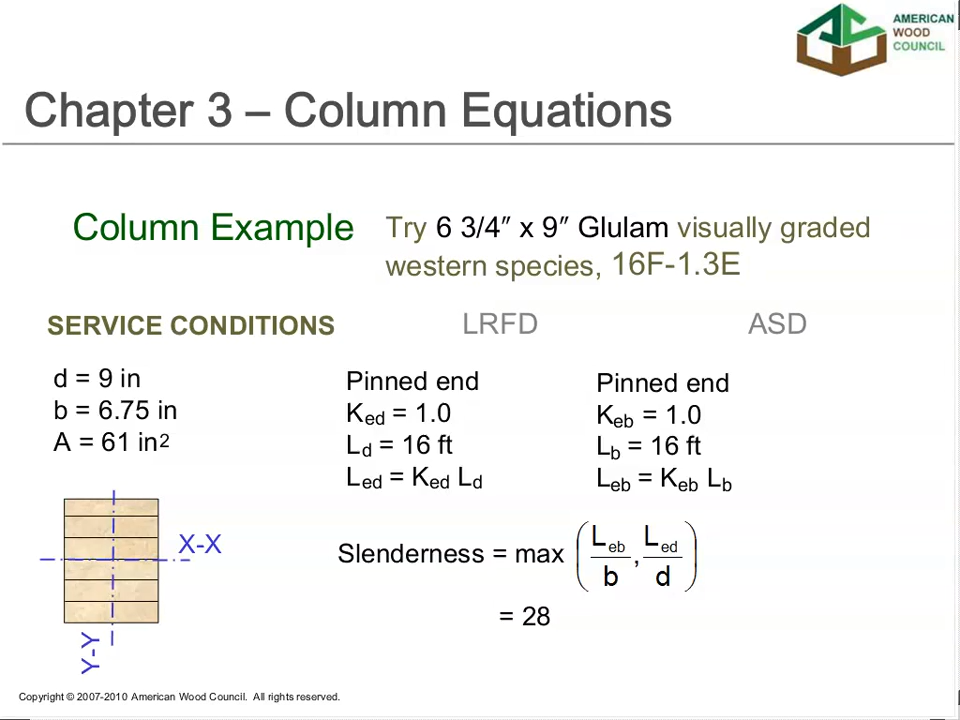 AMERICAN
WOOD
COUNCIL
Chapter 3 – Column Equations
Column Example
Try 6 3/4″ x 9″ Glulam visually graded
western species, 16F-1.3E
SERVICE CONDITIONS
LRFD
ASD
d = 9 in
b = 6.75 in
A = 61 in2
Pinned end
Ked = 1.0
Ld = 16 ft
Led = Ked Ld
Pinned end
Keb = 1.0
Lb = 16 ft
Leb = Keb Lb
X-X
Y-Y
Slenderness = max (Leb/b, Led/d)
= 28
Copyright © 2007-2010 American Wood Council. All rights reserved.